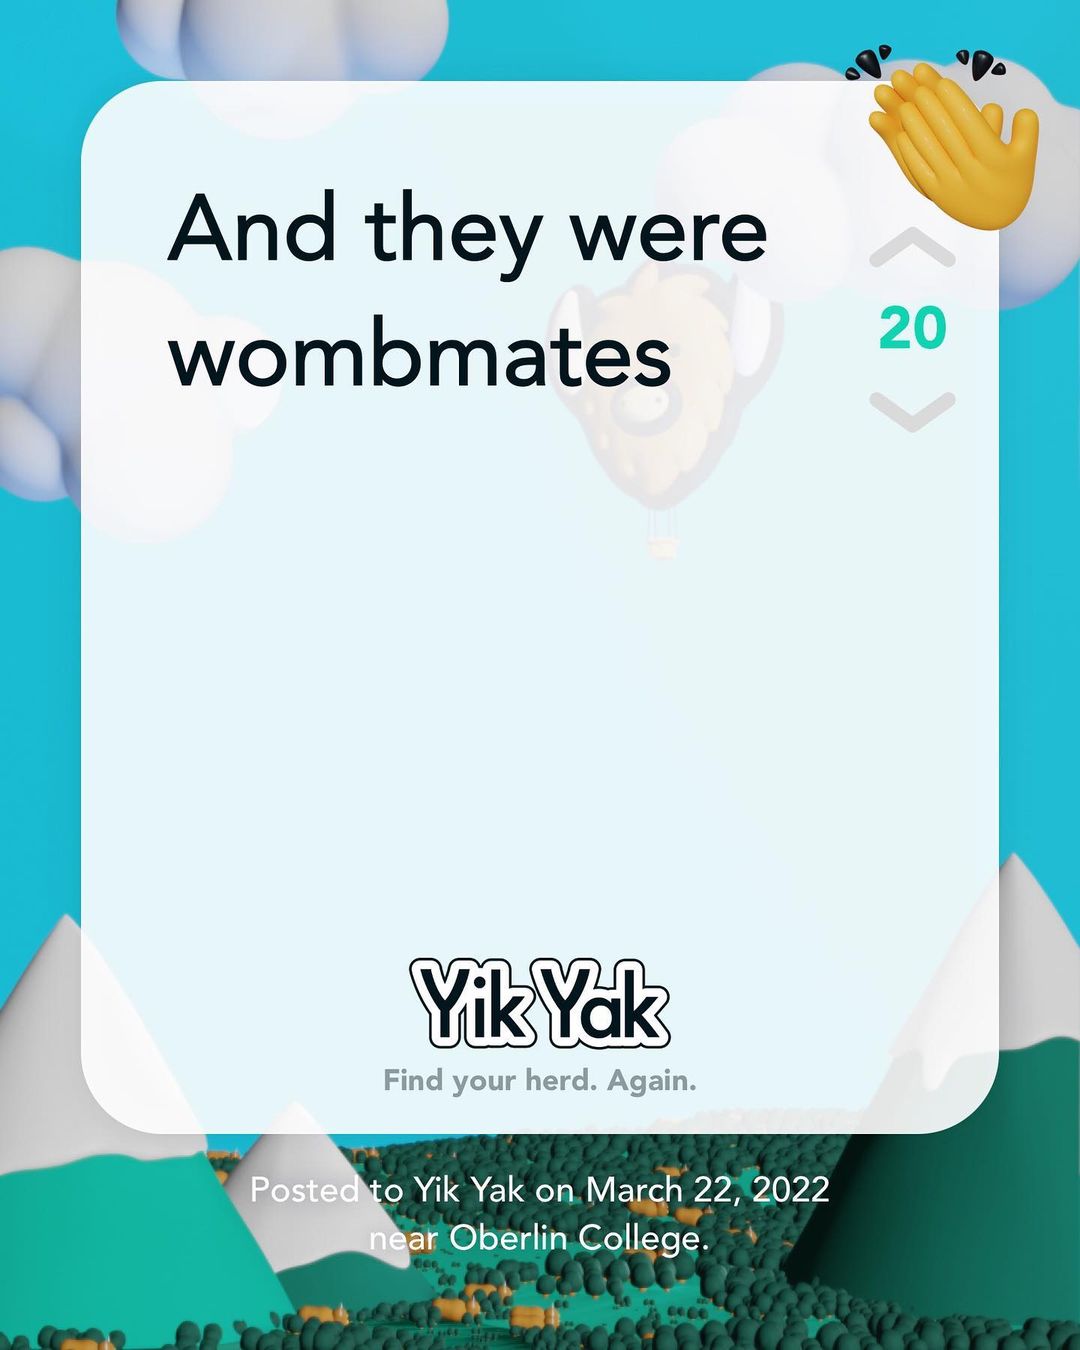 And they were
wombmates
20
Yik Yak
Find your herd. Again.
Posted to Yik Yak on March 22, 2022
near Oberlin College.